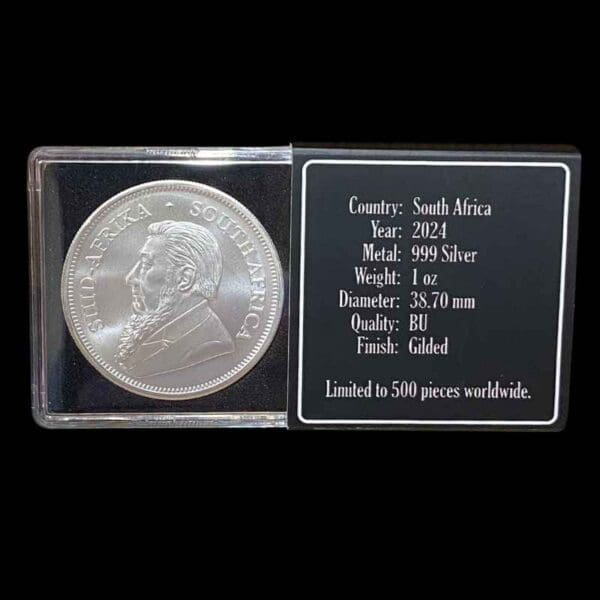 SUID-AFRIKA · SOUTH AFRICA
Country: South Africa
Year: 2024
Metal: 999 Silver
Weight: 1 oz
Diameter: 38.70 mm
Quality: BU
Finish: Gilded
Limited to 500 pieces worldwide.